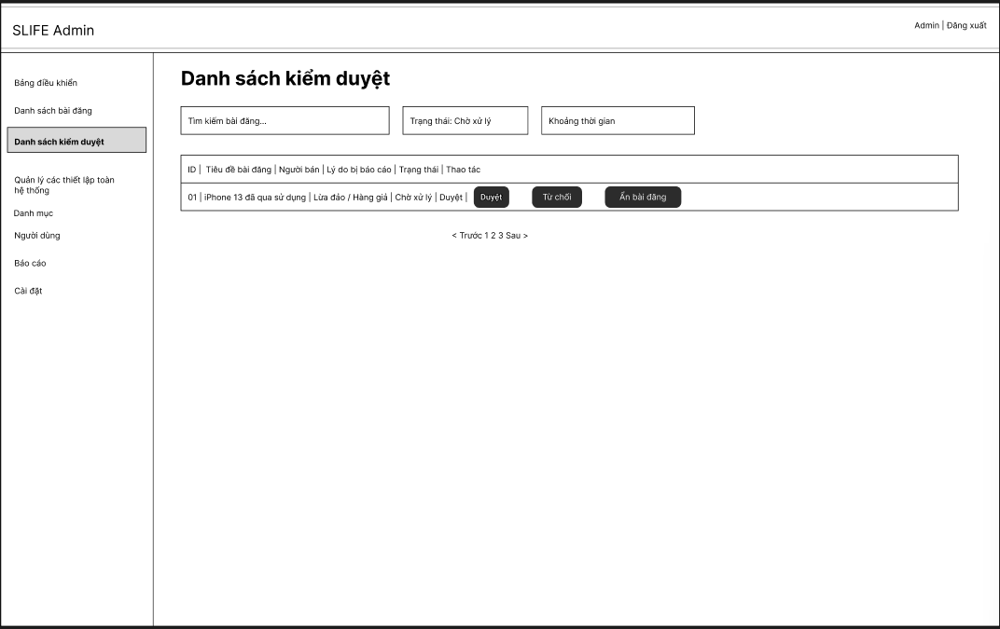 SLIFE Admin
Admin | Đăng xuất
Bảng điều khiển
Danh sách bài đăng
Danh sách kiểm duyệt
Quản lý các thiết lập toàn
hệ thống
Danh mục
Người dùng
Báo cáo
Cài đặt
Danh sách kiểm duyệt
Tìm kiếm bài đăng...
Trạng thái: Chờ xử lý
Khoảng thời gian
ID | Tiêu đề bài đăng | Người bán | Lý do bị báo cáo | Trạng thái | Thao tác
01 | iPhone 13 đã qua sử dụng | Lừa đảo / Hàng giả | Chờ xử lý | Duyệt | Duyệt Từ chối Ẩn bài đăng
< Trước 1 2 3 Sau >